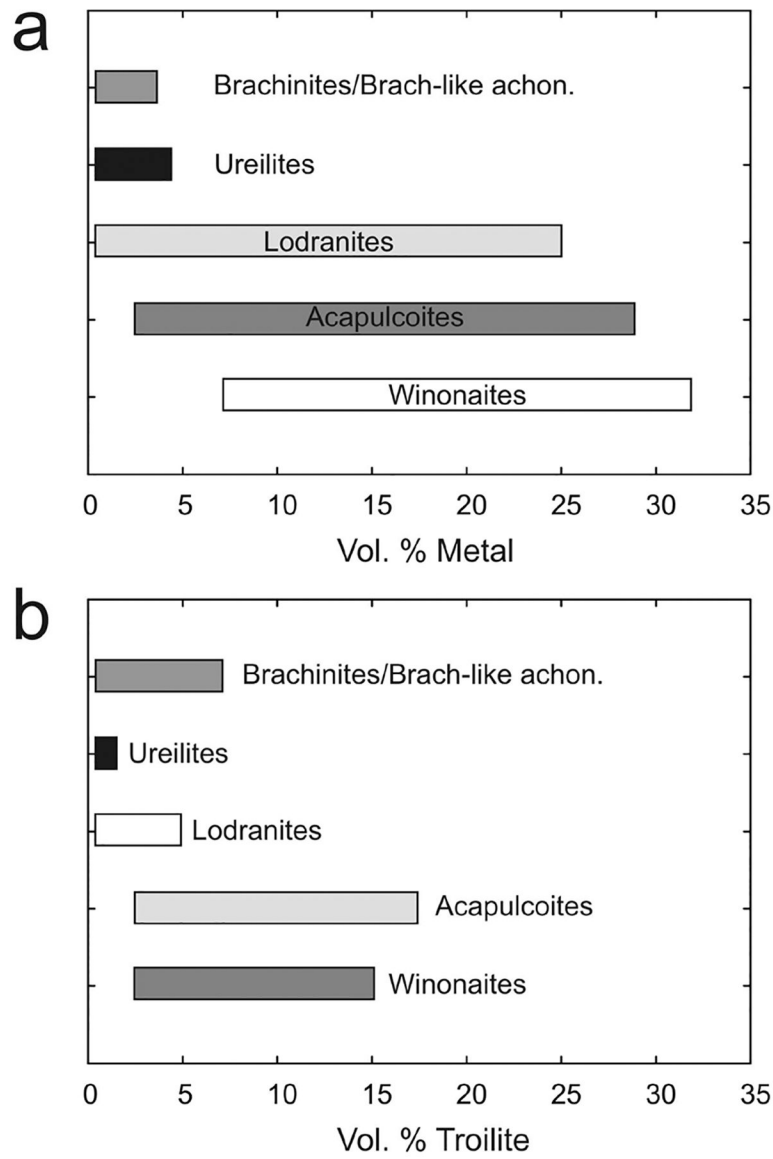 a
Brachinites/Brach-like achon.
Ureilites
Lodranites
Acapulcoites
Winonaites
0 5 10 15 20 25 30 35
Vol. % Metal
b
Brachinites/Brach-like achon.
Ureilites
Lodranites
Acapulcoites
Winonaites
0 5 10 15 20 25 30 35
Vol. % Troilite